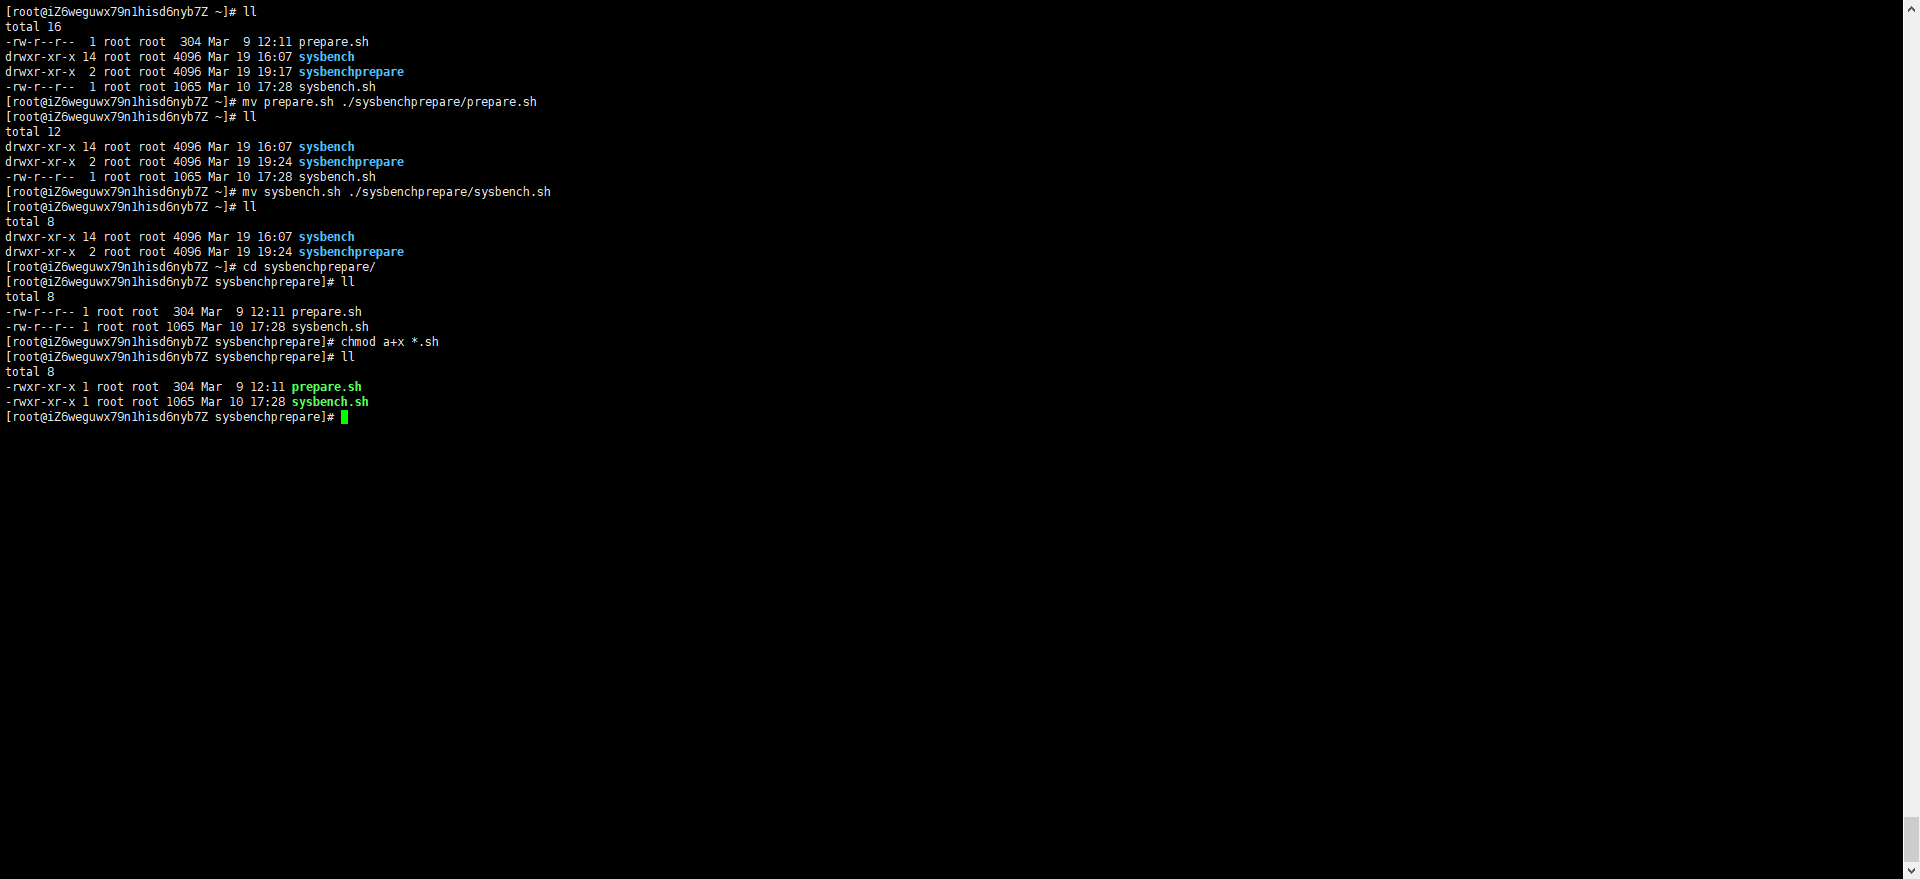 [root@iZ6weguwx79n1hisd6nyb7Z ~]# ll
total 16
-rw-r--r--  1 root root  304 Mar  9 12:11 prepare.sh
drwxr-xr-x 14 root root 4096 Mar 19 16:07 sysbench
drwxr-xr-x  2 root root 4096 Mar 19 19:17 sysbenchprepare
-rw-r--r--  1 root root 1065 Mar 10 17:28 sysbench.sh
[root@iZ6weguwx79n1hisd6nyb7Z ~]# mv prepare.sh ./sysbenchprepare/prepare.sh
[root@iZ6weguwx79n1hisd6nyb7Z ~]# ll
total 12
drwxr-xr-x 14 root root 4096 Mar 19 16:07 sysbench
drwxr-xr-x  2 root root 4096 Mar 19 19:24 sysbenchprepare
-rw-r--r--  1 root root 1065 Mar 10 17:28 sysbench.sh
[root@iZ6weguwx79n1hisd6nyb7Z ~]# mv sysbench.sh ./sysbenchprepare/sysbench.sh
[root@iZ6weguwx79n1hisd6nyb7Z ~]# ll
total 8
drwxr-xr-x 14 root root 4096 Mar 19 16:07 sysbench
drwxr-xr-x  2 root root 4096 Mar 19 19:24 sysbenchprepare
[root@iZ6weguwx79n1hisd6nyb7Z ~]# cd sysbenchprepare/
[root@iZ6weguwx79n1hisd6nyb7Z sysbenchprepare]# ll
total 8
-rw-r--r-- 1 root root  304 Mar  9 12:11 prepare.sh
-rw-r--r-- 1 root root 1065 Mar 10 17:28 sysbench.sh
[root@iZ6weguwx79n1hisd6nyb7Z sysbenchprepare]# chmod a+x *.sh
[root@iZ6weguwx79n1hisd6nyb7Z sysbenchprepare]# ll
total 8
-rwxr-xr-x 1 root root  304 Mar  9 12:11 prepare.sh
-rwxr-xr-x 1 root root 1065 Mar 10 17:28 sysbench.sh
[root@iZ6weguwx79n1hisd6nyb7Z sysbenchprepare]#